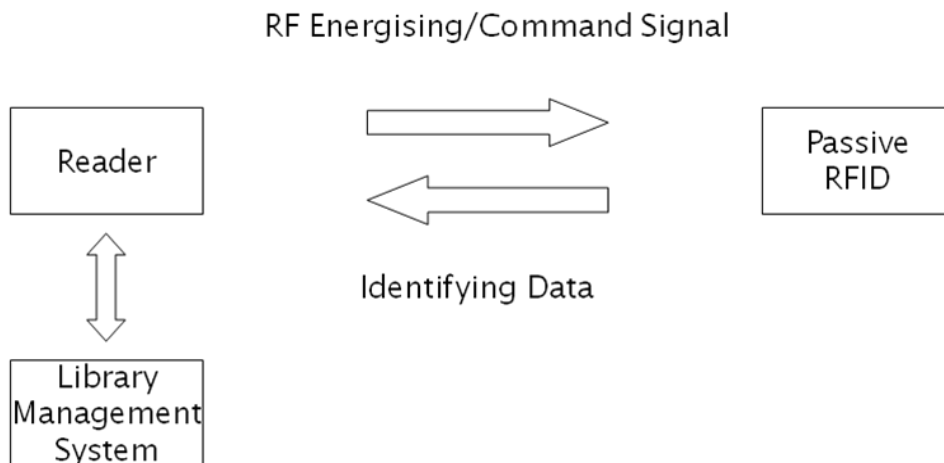 RF Energising/Command Signal
Reader
Passive
RFID
Identifying Data
Library
Management
System